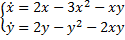 {ẋ = 2x − 3x² − xy
ẏ = 2y − y² − 2xy